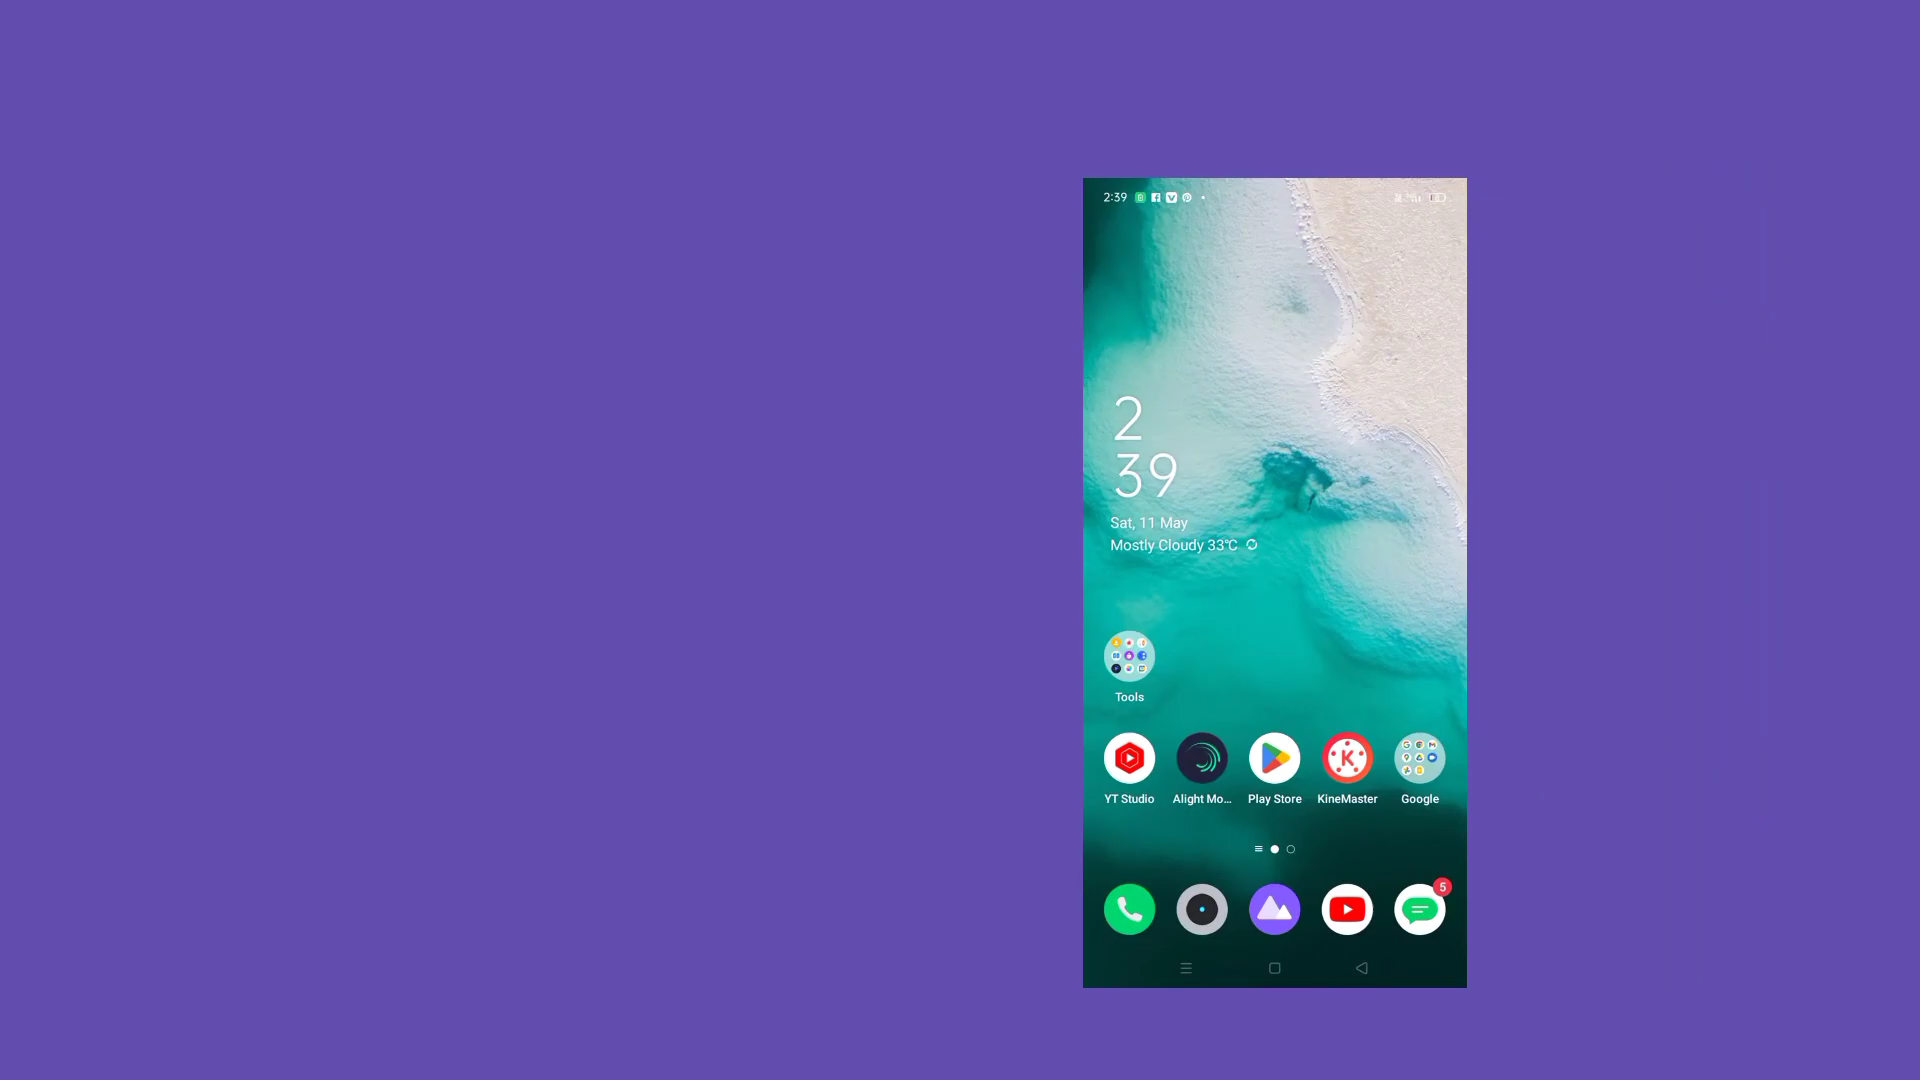 2:39
2
39
Sat, 11 May
Mostly Cloudy 33°C
Tools
YT Studio
Alight Mo...
Play Store
KineMaster
Google
5